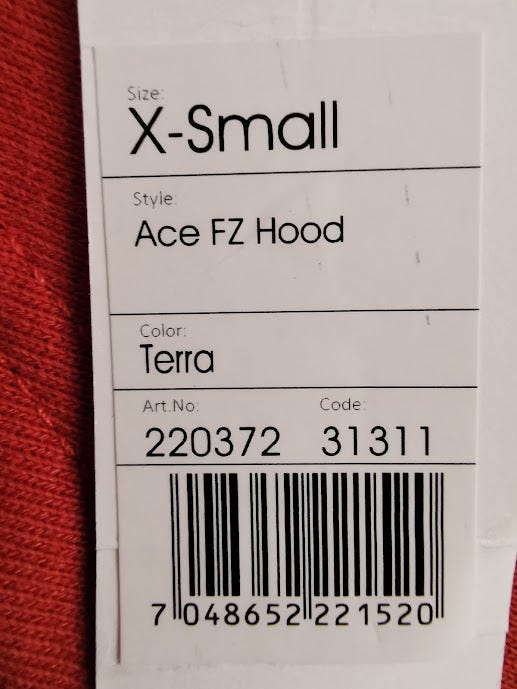 Size:
X-Small
Style:
Ace FZ Hood
Color:
Terra
Art.No: Code:
220372 31311
7 048652 221520